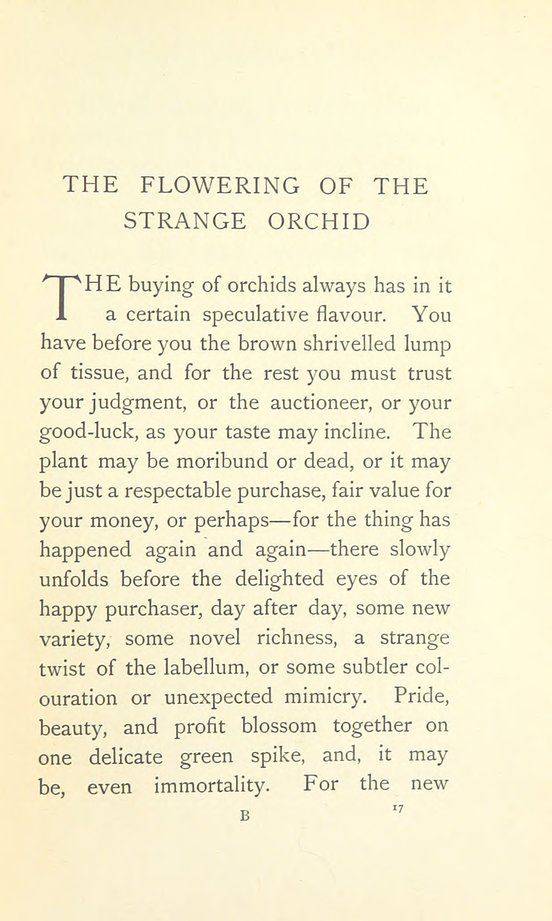 THE FLOWERING OF THE
STRANGE ORCHID
THE buying of orchids always has in it
a certain speculative flavour. You
have before you the brown shrivelled lump
of tissue, and for the rest you must trust
your judgment, or the auctioneer, or your
good-luck, as your taste may incline. The
plant may be moribund or dead, or it may
be just a respectable purchase, fair value for
your money, or perhaps—for the thing has
happened again and again—there slowly
unfolds before the delighted eyes of the
happy purchaser, day after day, some new
variety, some novel richness, a strange
twist of the labellum, or some subtler col-
ouration or unexpected mimicry. Pride,
beauty, and profit blossom together on
one delicate green spike, and, it may
be, even immortality. For the new
B 17